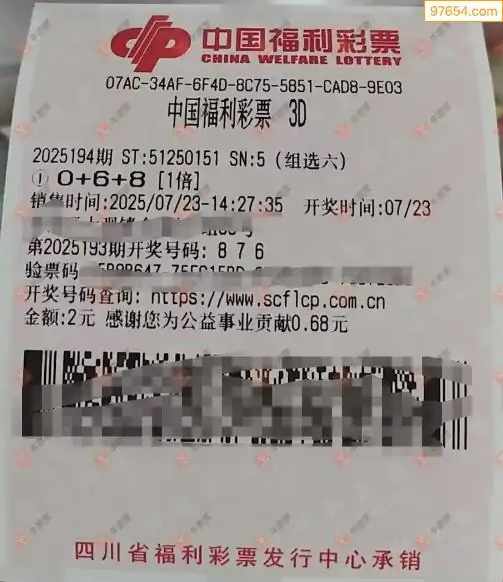 97654.com
中国福利彩票
CHINA WELFARE LOTTERY
07AC-34AF-6F4D-8C75-5851-CAD8-9E03
中国福利彩票 3D
2025194期 ST:51250151 SN:5 (组选六)
① 0+6+8 [1倍]
销售时间:2025/07/23-14:27:35 开奖时间:07/23
第2025193期开奖号码: 8 7 6
验票码
开奖号码查询: https://www.scflcp.com.cn
金额:2元 感谢您为公益事业贡献0.68元
四川省福利彩票发行中心承销